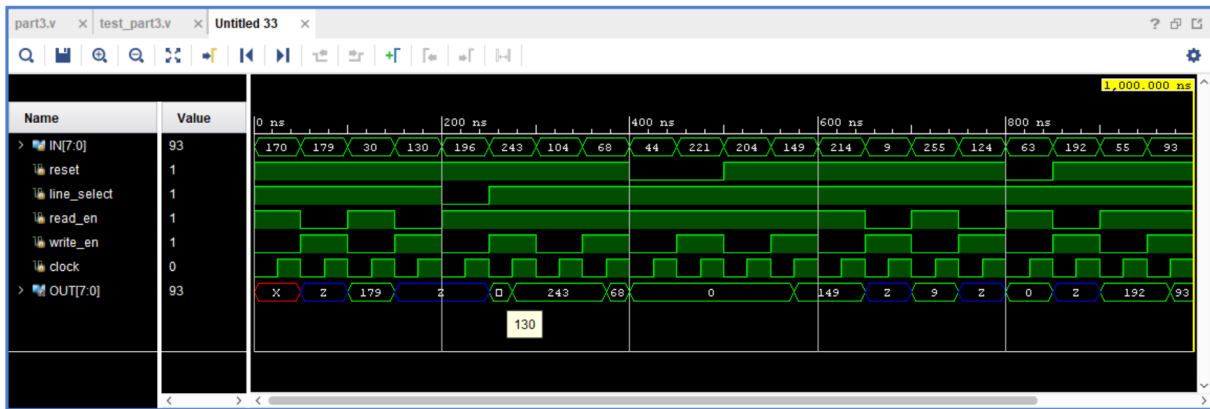 part3.v × test_part3.v × Untitled 33 × ?
1,000.000 ns
Name Value
0 ns 200 ns 400 ns 600 ns 800 ns
> IN[7:0] 93 170 179 30 130 196 243 104 68 44 221 204 149 214 9 255 124 63 192 55 93
reset 1
line_select 1
read_en 1
write_en 1
clock 0
> OUT[7:0] 93 X Z 179 Z 243 68 0 149 Z 9 Z 0 Z 192 93
130